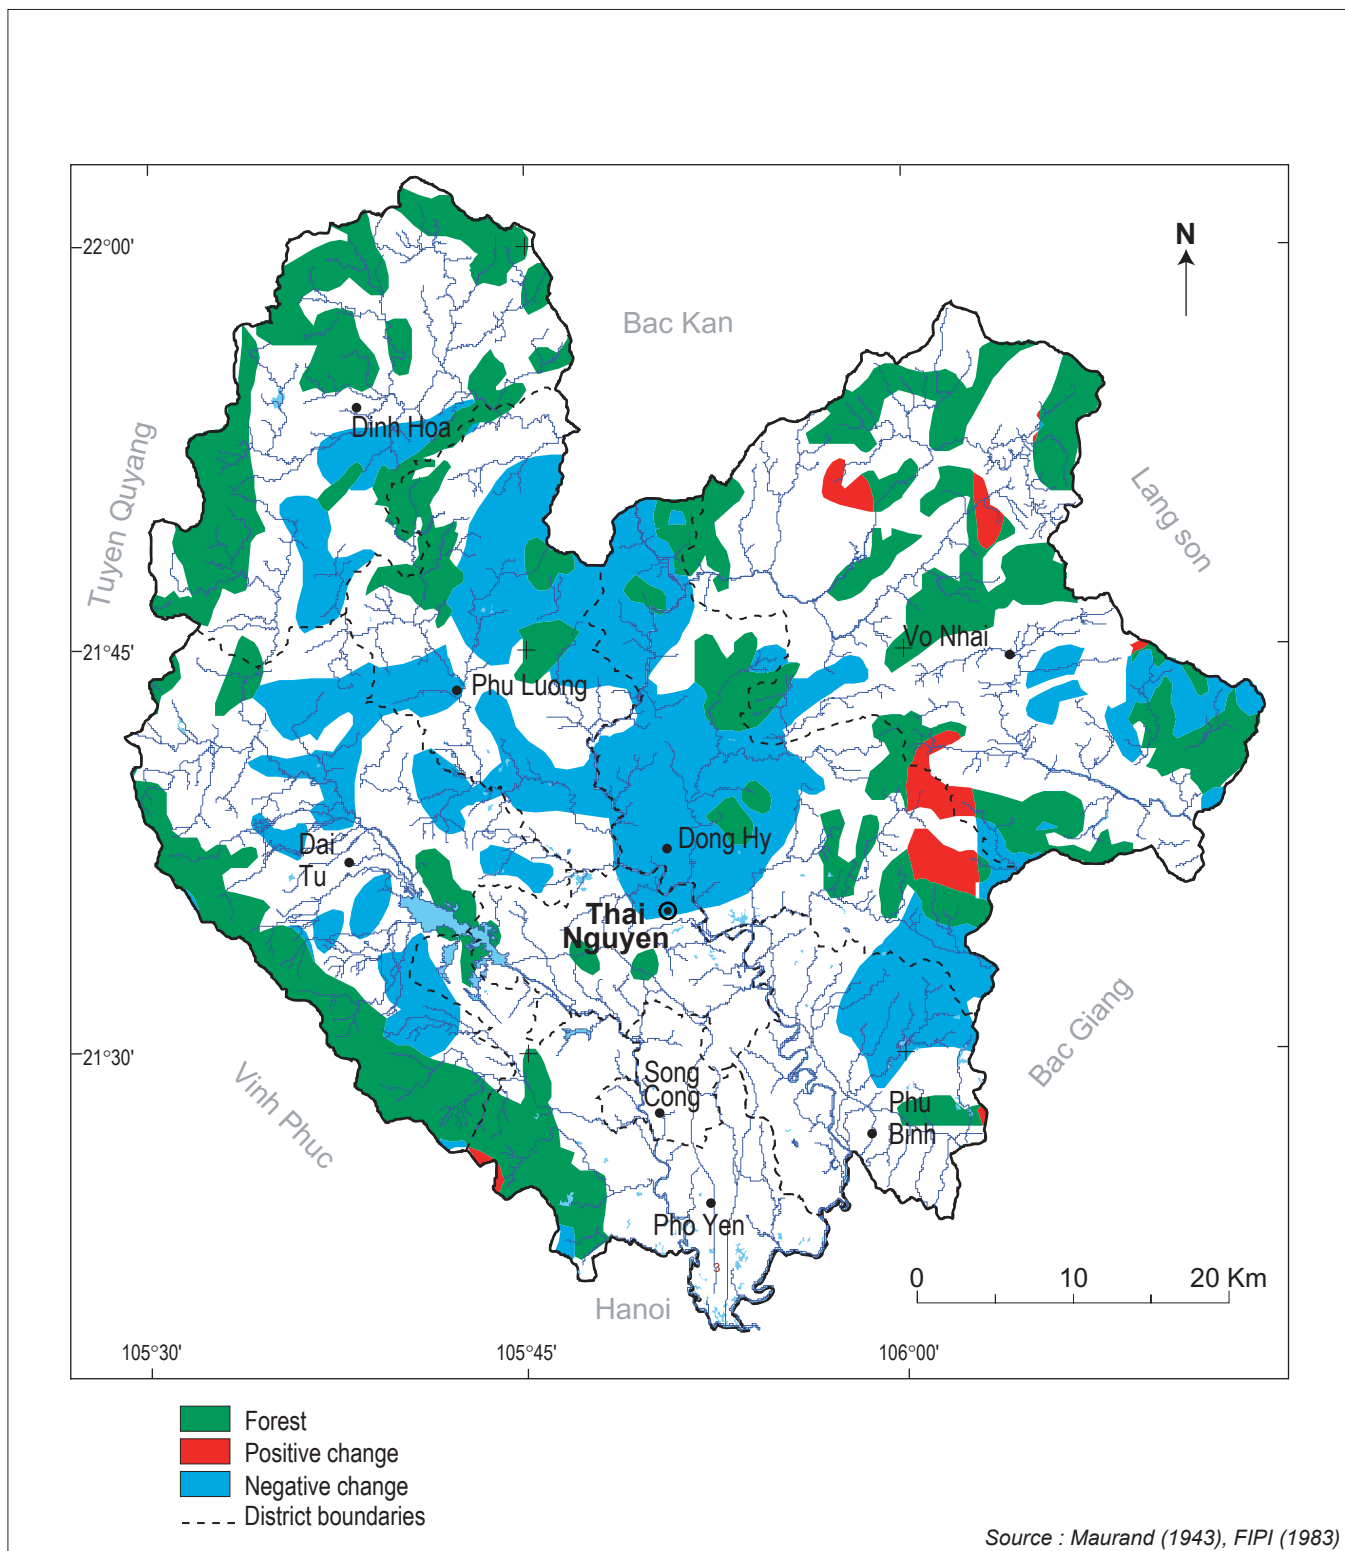 N
22°00'
Bac Kan
Dinh Hoa
Tuyen Quyang
Lang son
Vo Nhai
21°45'
Phu Luong
Dai
Tu
Dong Hy
Thai
Nguyen
21°30'
Vinh Phuc
Song
Cong
Bac Giang
Phu
Binh
Pho Yen
3
Hanoi
0 10 20 Km
105°30' 105°45' 106°00'
Forest
Positive change
Negative change
District boundaries
Source : Maurand (1943), FIPI (1983)